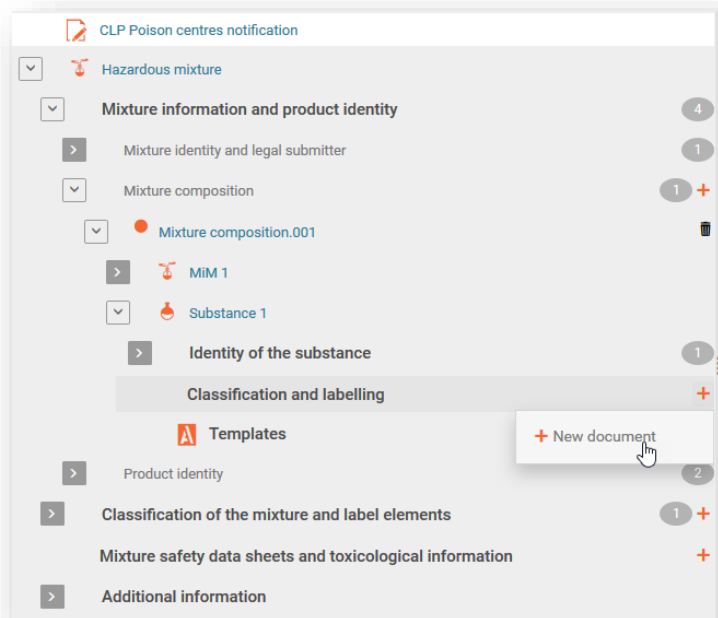 CLP Poison centres notification
Hazardous mixture
Mixture information and product identity 4
Mixture identity and legal submitter 1
Mixture composition 1 +
Mixture composition.001
MiM 1
Substance 1
Identity of the substance 1
Classification and labelling +
Templates
+ New document
Product identity 2
Classification of the mixture and label elements 1 +
Mixture safety data sheets and toxicological information +
Additional information